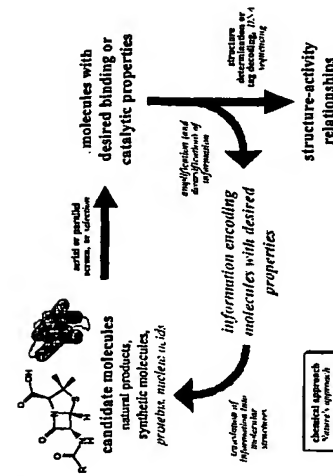 candidate molecules
natural products,
synthetic molecules,
proteins, nucleic acids
serial or parallel
screen, or selection
molecules with
desired binding or
catalytic properties
structure
determination or
tag decoding, DNA
sequencing
amplification (and
diversification) of
information
information encoding
molecules with desired
properties
translation of
information into
molecular
structures
structure-activity
relationships
chemical approach
Nature's approach
OH
O
S
N
O
H
N
R
O